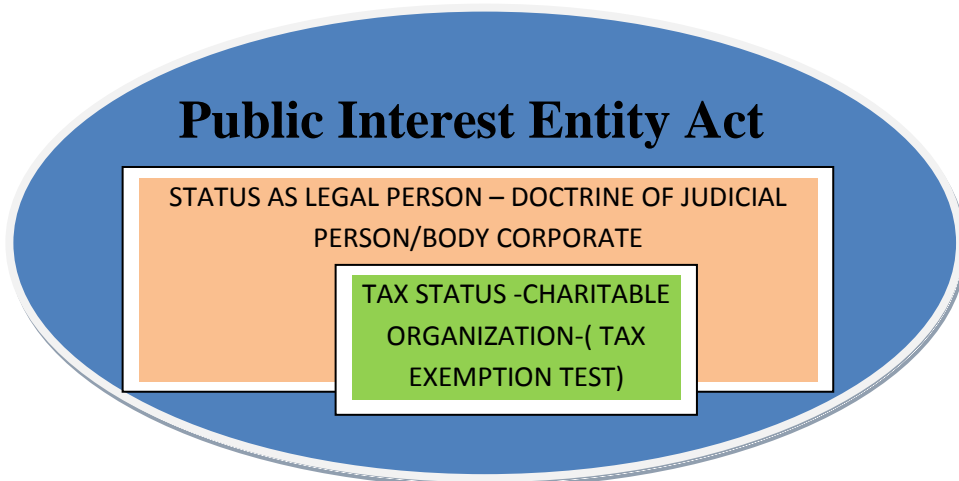 Public Interest Entity Act
STATUS AS LEGAL PERSON – DOCTRINE OF JUDICIAL
PERSON/BODY CORPORATE
TAX STATUS -CHARITABLE
ORGANIZATION-( TAX
EXEMPTION TEST)